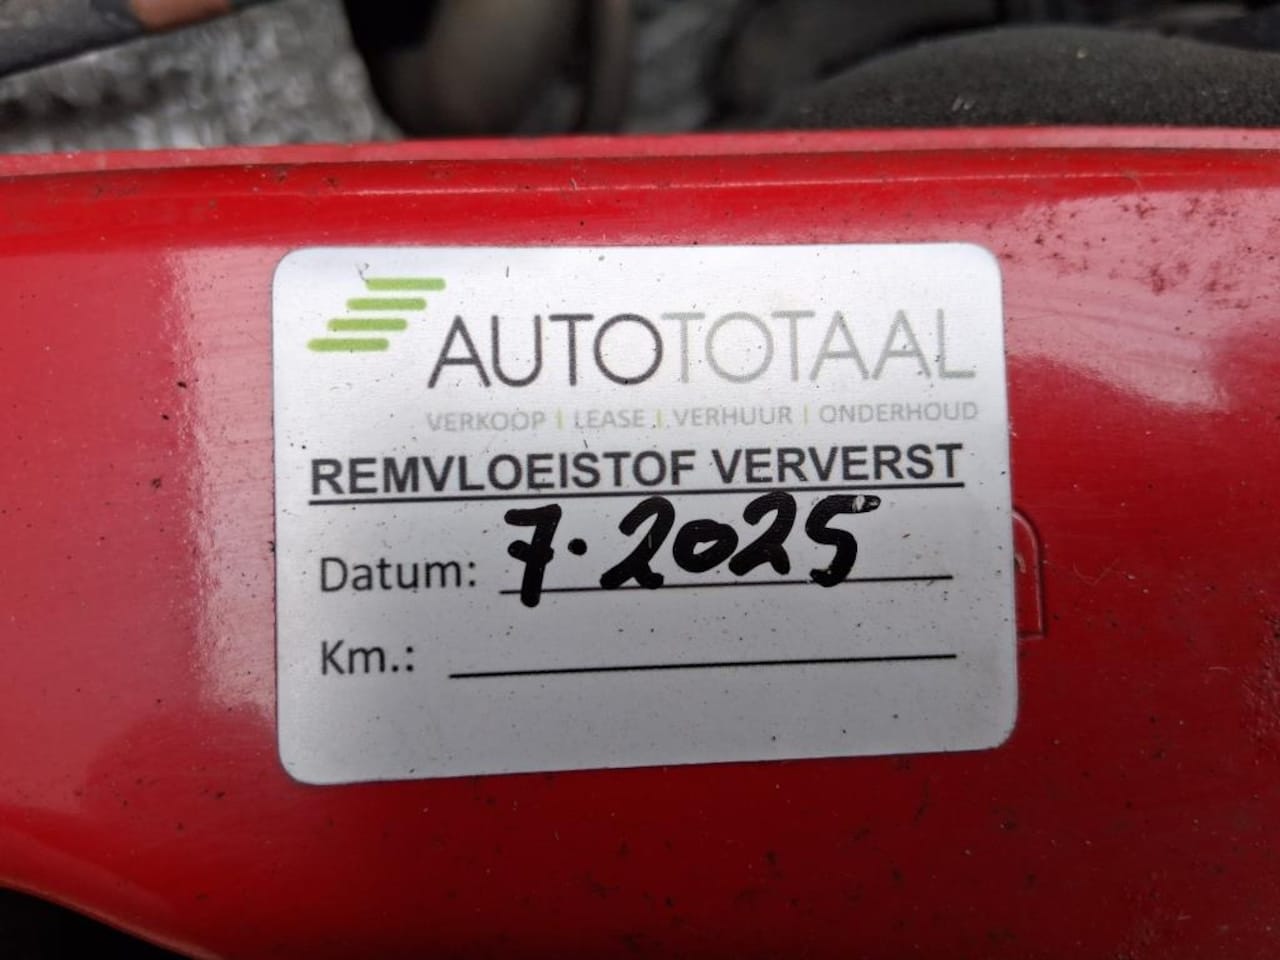 AUTOTOTAAL
VERKOOP | LEASE | VERHUUR | ONDERHOUD
REMVLOEISTOF VERVERST
Datum: 7.2025
Km.: